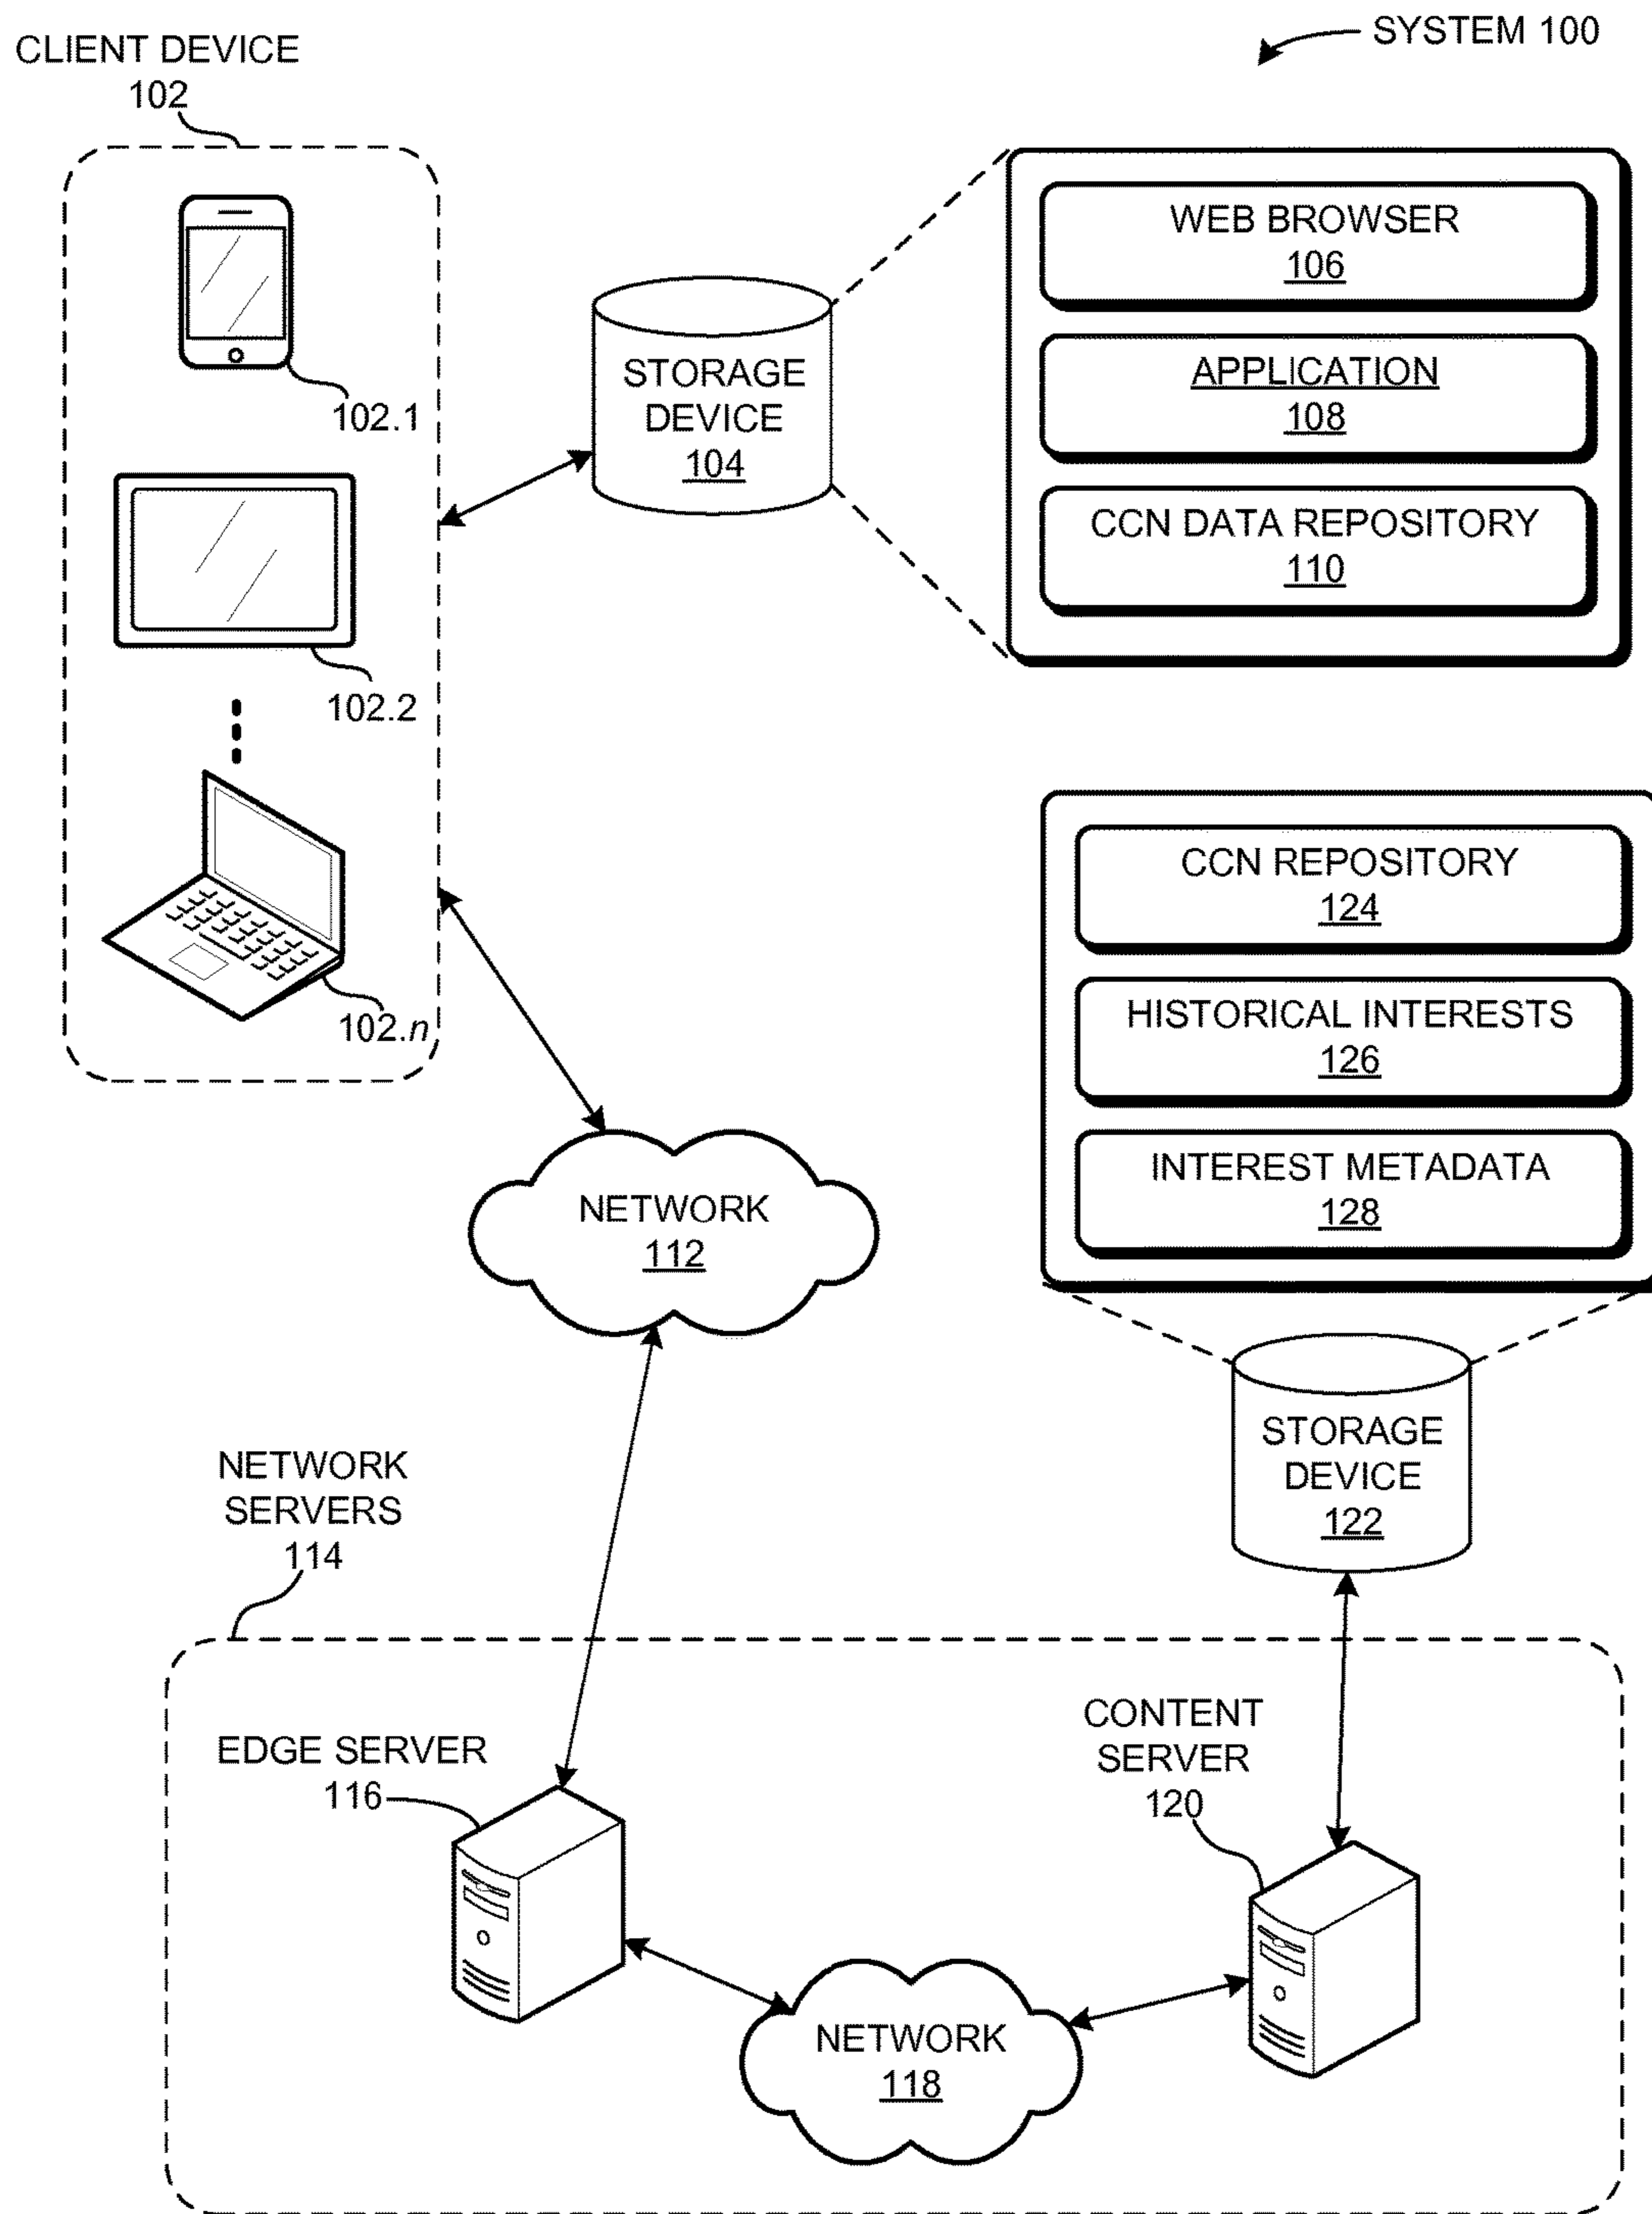 SYSTEM 100
CLIENT DEVICE
102
102.1
102.2
102.n
STORAGE
DEVICE
104
WEB BROWSER
106
APPLICATION
108
CCN DATA REPOSITORY
110
CCN REPOSITORY
124
HISTORICAL INTERESTS
126
INTEREST METADATA
128
NETWORK
112
STORAGE
DEVICE
122
NETWORK
SERVERS
114
EDGE SERVER
116
CONTENT
SERVER
120
NETWORK
118